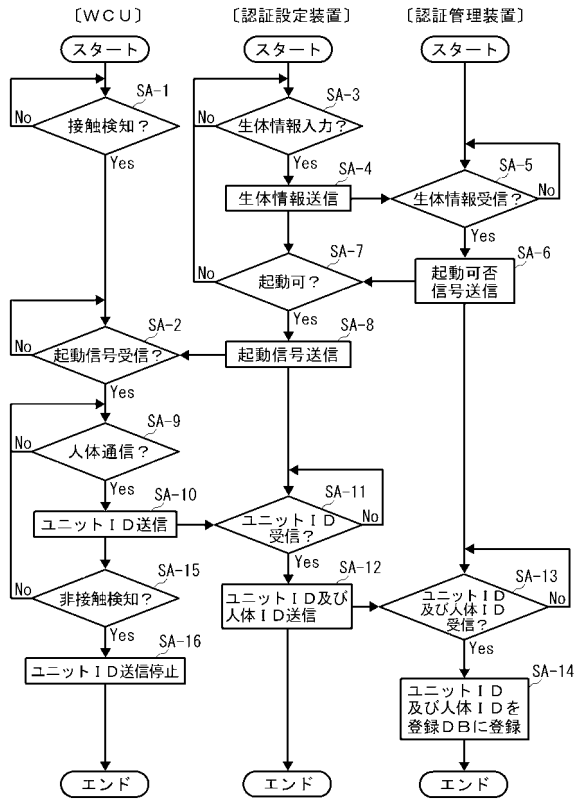 〔ＷＣＵ〕
〔認証設定装置〕
〔認証管理装置〕
スタート
スタート
スタート
SA-1
接触検知？
No
Yes
SA-3
生体情報入力？
No
Yes
SA-4
生体情報送信
SA-5
生体情報受信？
No
Yes
SA-6
起動可否
信号送信
SA-7
起動可？
No
Yes
SA-2
起動信号受信？
No
Yes
SA-8
起動信号送信
SA-9
人体通信？
No
Yes
SA-10
ユニットＩＤ送信
SA-11
ユニットＩＤ
受信？
No
Yes
SA-15
非接触検知？
No
Yes
SA-12
ユニットＩＤ及び
人体ＩＤ送信
SA-13
ユニットＩＤ
及び人体ＩＤ
受信？
No
Yes
SA-16
ユニットＩＤ送信停止
SA-14
ユニットＩＤ
及び人体ＩＤを
登録ＤＢに登録
エンド
エンド
エンド